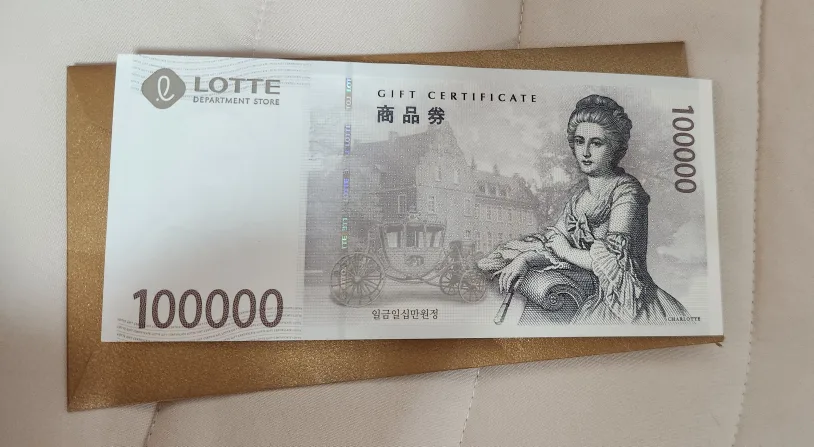 LOTTE
DEPARTMENT STORE
GIFT CERTIFICATE
商品券
100000
100000
일금일십만원정
CHARLOTTE